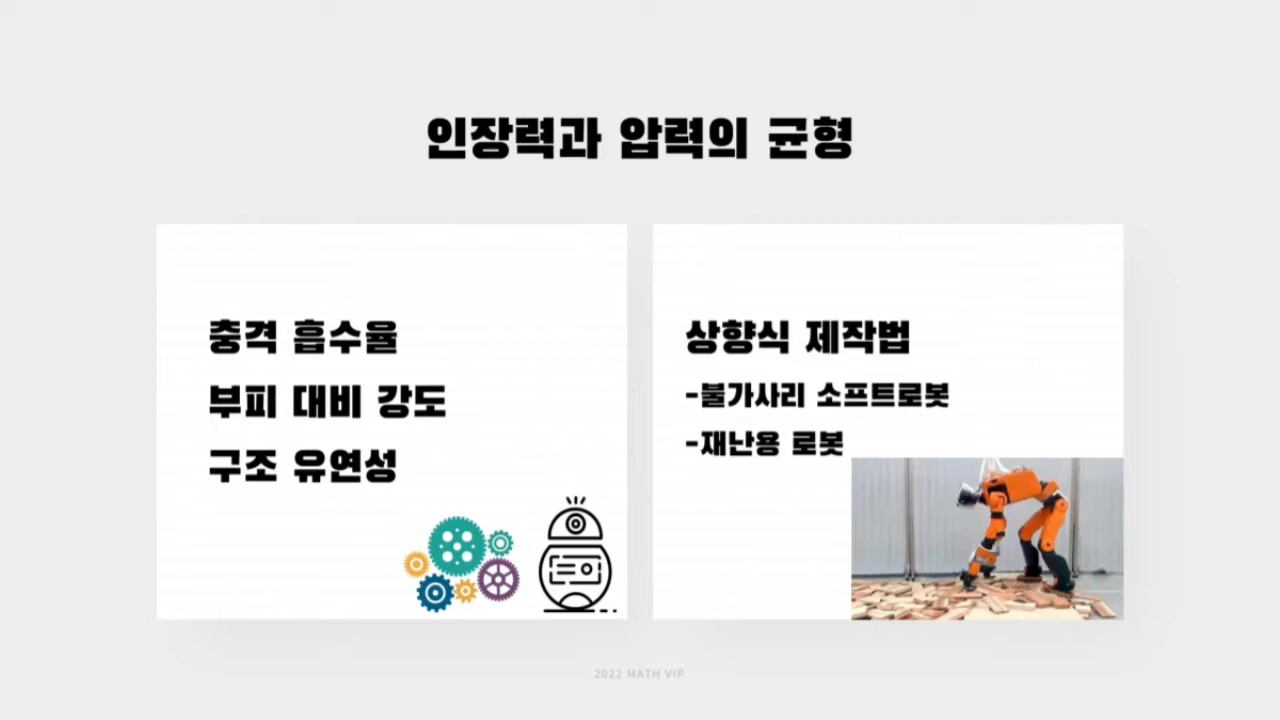 인장력과 압력의 균형
충격 흡수율
부피 대비 강도
구조 유연성
상향식 제작법
-불가사리 소프트로봇
-재난용 로봇
2022 MATH VIP